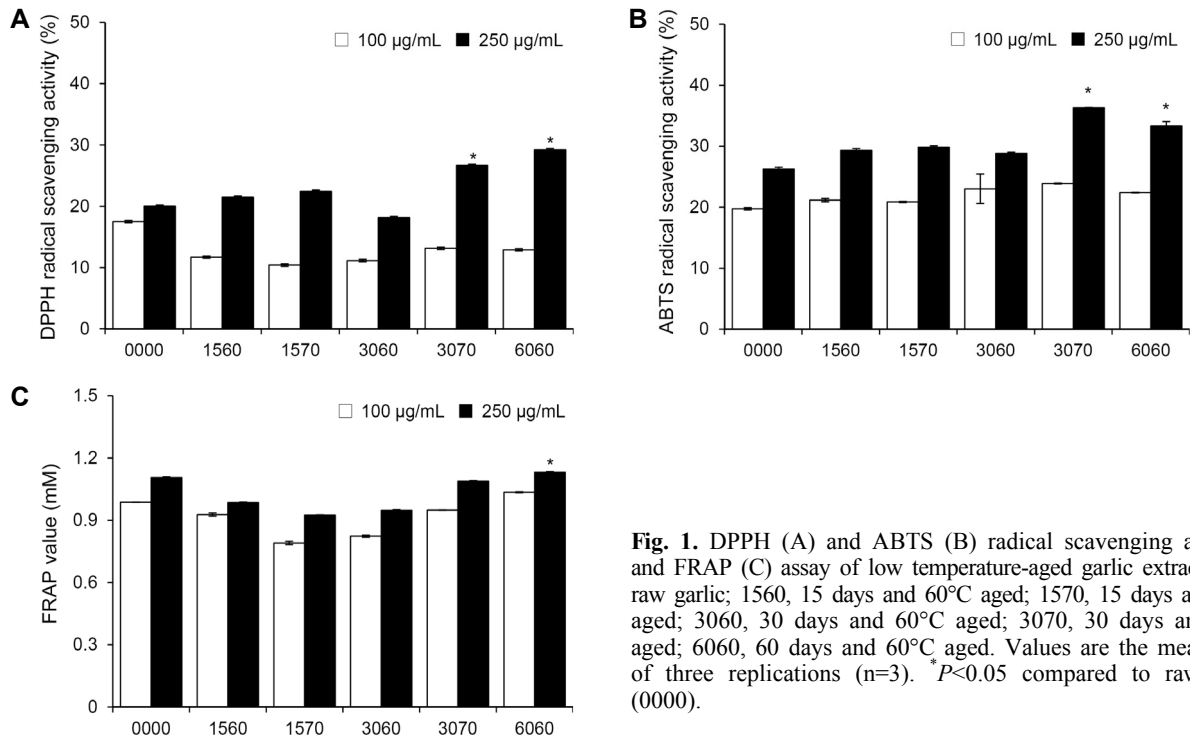 A
DPPH radical scavenging activity (%)
50
40
30
20
10
0
100 μg/mL 250 μg/mL
* *
0000 1560 1570 3060 3070 6060
B
ABTS radical scavenging activity (%)
50
40
30
20
10
0
100 μg/mL 250 μg/mL
* *
0000 1560 1570 3060 3070 6060
C
FRAP value (mM)
1.5
1.2
0.9
0.6
0.3
0
100 μg/mL 250 μg/mL
*
0000 1560 1570 3060 3070 6060
Fig. 1. DPPH (A) and ABTS (B) radical scavenging a
and FRAP (C) assay of low temperature-aged garlic extrac
raw garlic; 1560, 15 days and 60°C aged; 1570, 15 days a
aged; 3060, 30 days and 60°C aged; 3070, 30 days an
aged; 6060, 60 days and 60°C aged. Values are the mea
of three replications (n=3). *P<0.05 compared to raw
(0000).